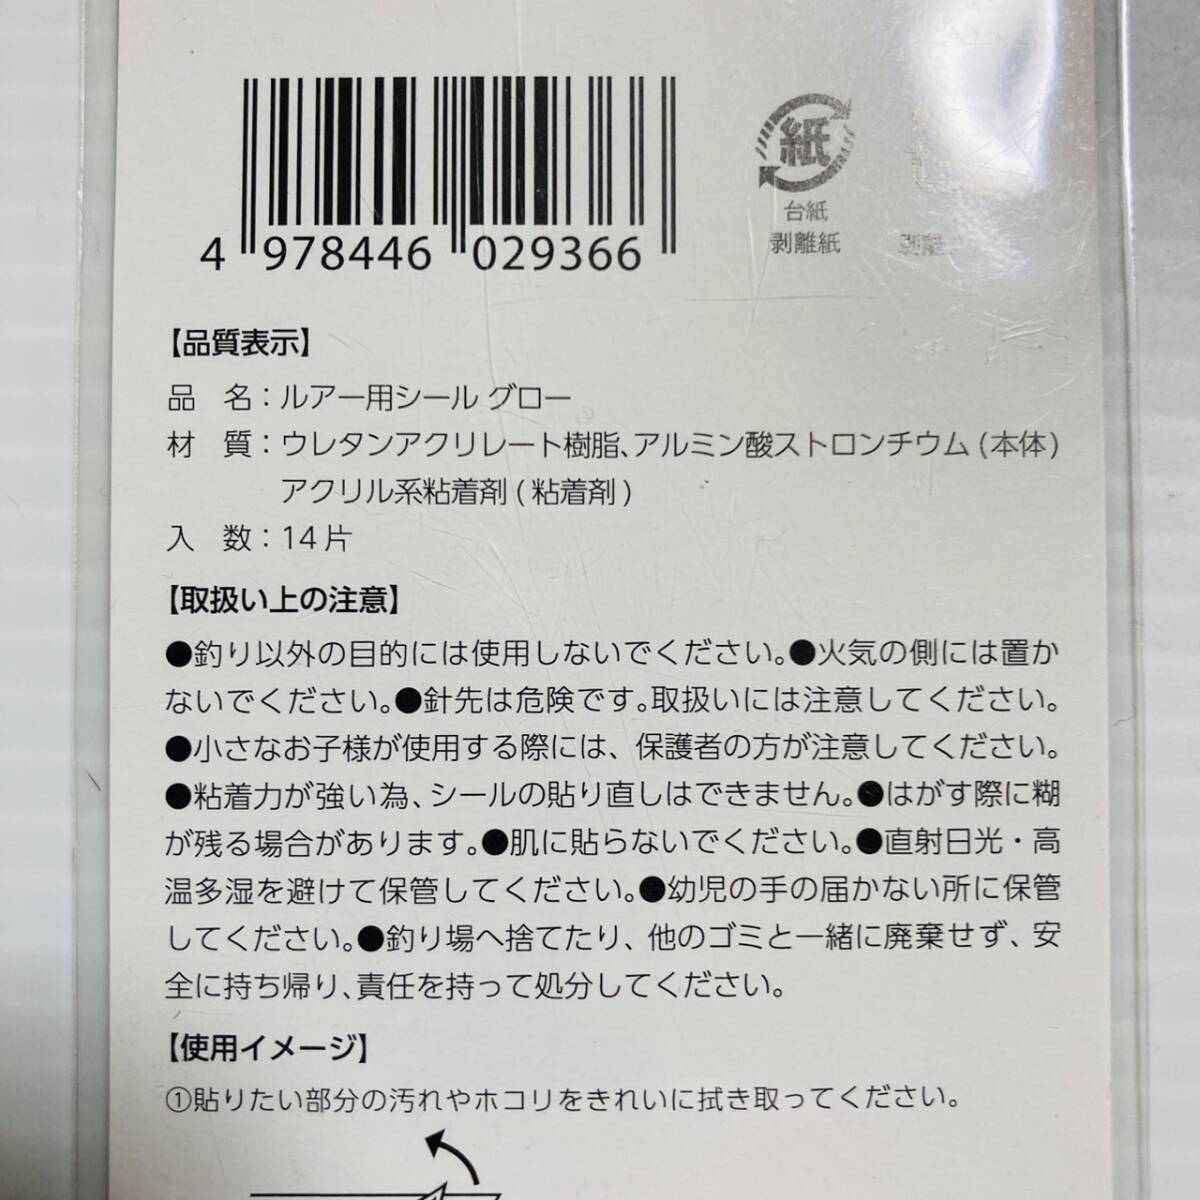 4 978446 029366
紙
台紙
剥離紙
剥離
【品質表示】
品 名：ルアー用シール グロー
材 質：ウレタンアクリレート樹脂、アルミン酸ストロンチウム(本体)
アクリル系粘着剤(粘着剤)
入 数：14片
【取扱い上の注意】
●釣り以外の目的には使用しないでください。●火気の側には置か
ないでください。●針先は危険です。取扱いには注意してください。
●小さなお子様が使用する際には、保護者の方が注意してください。
●粘着力が強い為、シールの貼り直しはできません。●はがす際に糊
が残る場合があります。●肌に貼らないでください。●直射日光・高
温多湿を避けて保管してください。●幼児の手の届かない所に保管
してください。●釣り場へ捨てたり、他のゴミと一緒に廃棄せず、安
全に持ち帰り、責任を持って処分してください。
【使用イメージ】
①貼りたい部分の汚れやホコリをきれいに拭き取ってください。